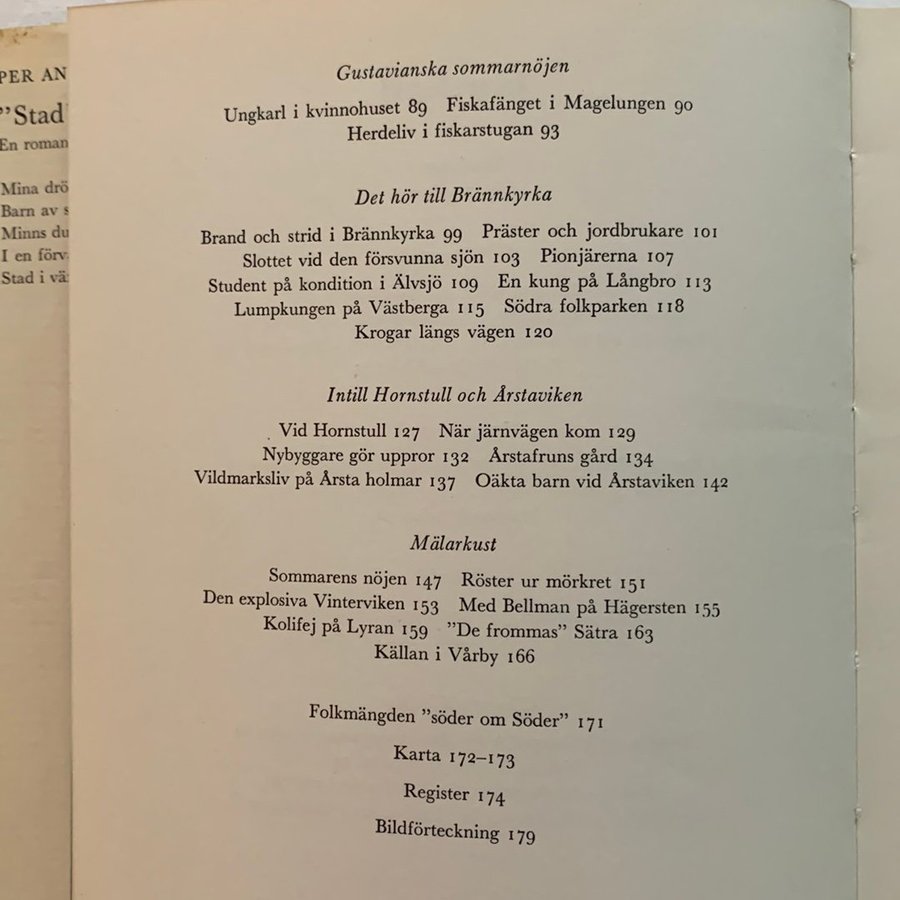 PER AN
”Stad
En roman
Mina drö
Barn av s
Minns du
I en förv
Stad i vä
Gustavianska sommarnöjen
Ungkarl i kvinnohuset 89 Fiskafänget i Magelungen 90
Herdeliv i fiskarstugan 93
Det hör till Brännkyrka
Brand och strid i Brännkyrka 99 Präster och jordbrukare 101
Slottet vid den försvunna sjön 103 Pionjärerna 107
Student på kondition i Älvsjö 109 En kung på Långbro 113
Lumpkungen på Västberga 115 Södra folkparken 118
Krogar längs vägen 120
Intill Hornstull och Årstaviken
Vid Hornstull 127 När järnvägen kom 129
Nybyggare gör uppror 132 Årstafruns gård 134
Vildmarksliv på Årsta holmar 137 Oäkta barn vid Årstaviken 142
Mälarkust
Sommarens nöjen 147 Röster ur mörkret 151
Den explosiva Vinterviken 153 Med Bellman på Hägersten 155
Kolifej på Lyran 159 ”De frommas” Sätra 163
Källan i Vårby 166
Folkmängden ”söder om Söder” 171
Karta 172–173
Register 174
Bildförteckning 179